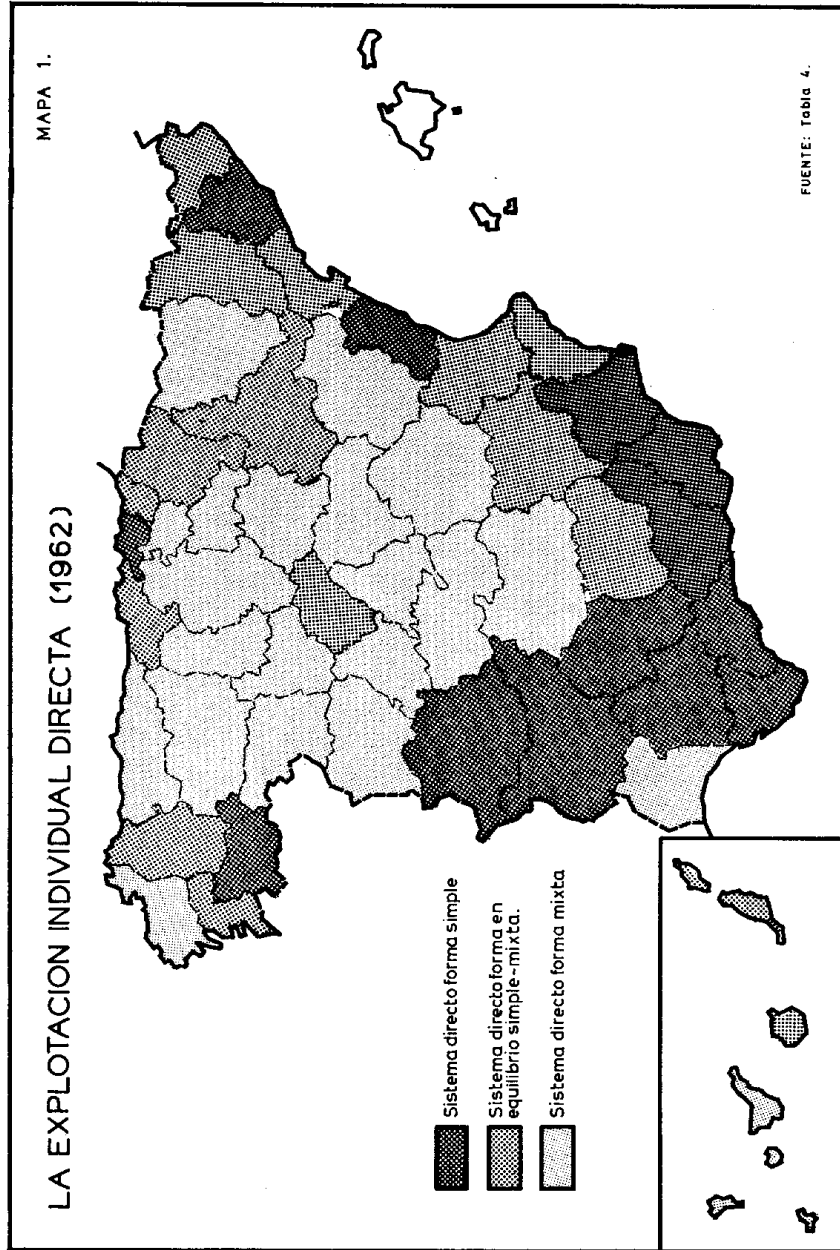 MAPA 1.
LA EXPLOTACION INDIVIDUAL DIRECTA (1962)
Sistema directo forma simple
Sistema directo forma en
equilibrio simple-mixta.
Sistema directo forma mixta
FUENTE: Tabla 4.